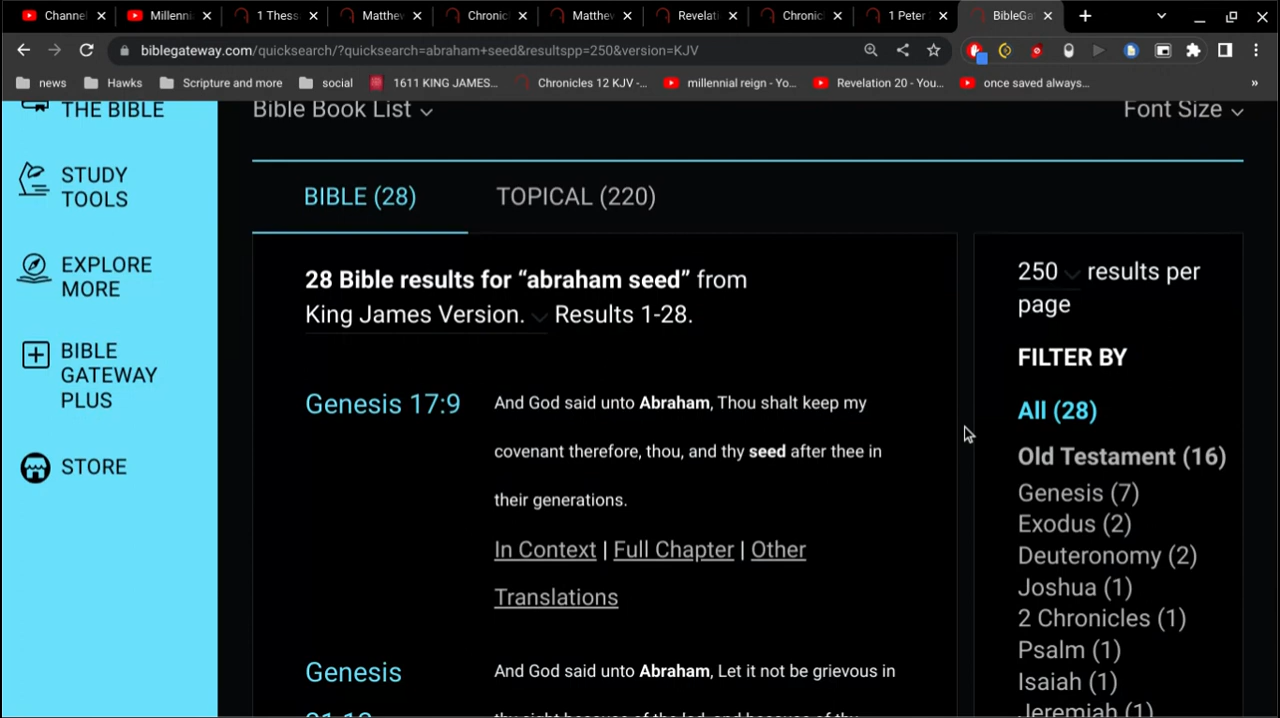 Channel
Millenni
1 Thess
Matthew
Chronicl
Matthew
Revelati
Chronicl
1 Peter
BibleGa
biblegateway.com/quicksearch/?quicksearch=abraham+seed&resultspp=250&version=KJV
news
Hawks
Scripture and more
social
1611 KING JAMES...
Chronicles 12 KJV -...
millennial reign - Yo...
Revelation 20 - You...
once saved always...
»
THE BIBLE
STUDY
TOOLS
EXPLORE
MORE
BIBLE
GATEWAY
PLUS
STORE
Bible Book List
Font Size
BIBLE (28)
TOPICAL (220)
28 Bible results for “abraham seed” from
King James Version. Results 1-28.
Genesis 17:9
And God said unto Abraham, Thou shalt keep my
covenant therefore, thou, and thy seed after thee in
their generations.
In Context | Full Chapter | Other
Translations
Genesis
And God said unto Abraham, Let it not be grievous in
250 results per
page
FILTER BY
All (28)
Old Testament (16)
Genesis (7)
Exodus (2)
Deuteronomy (2)
Joshua (1)
2 Chronicles (1)
Psalm (1)
Isaiah (1)
Jeremiah (1)